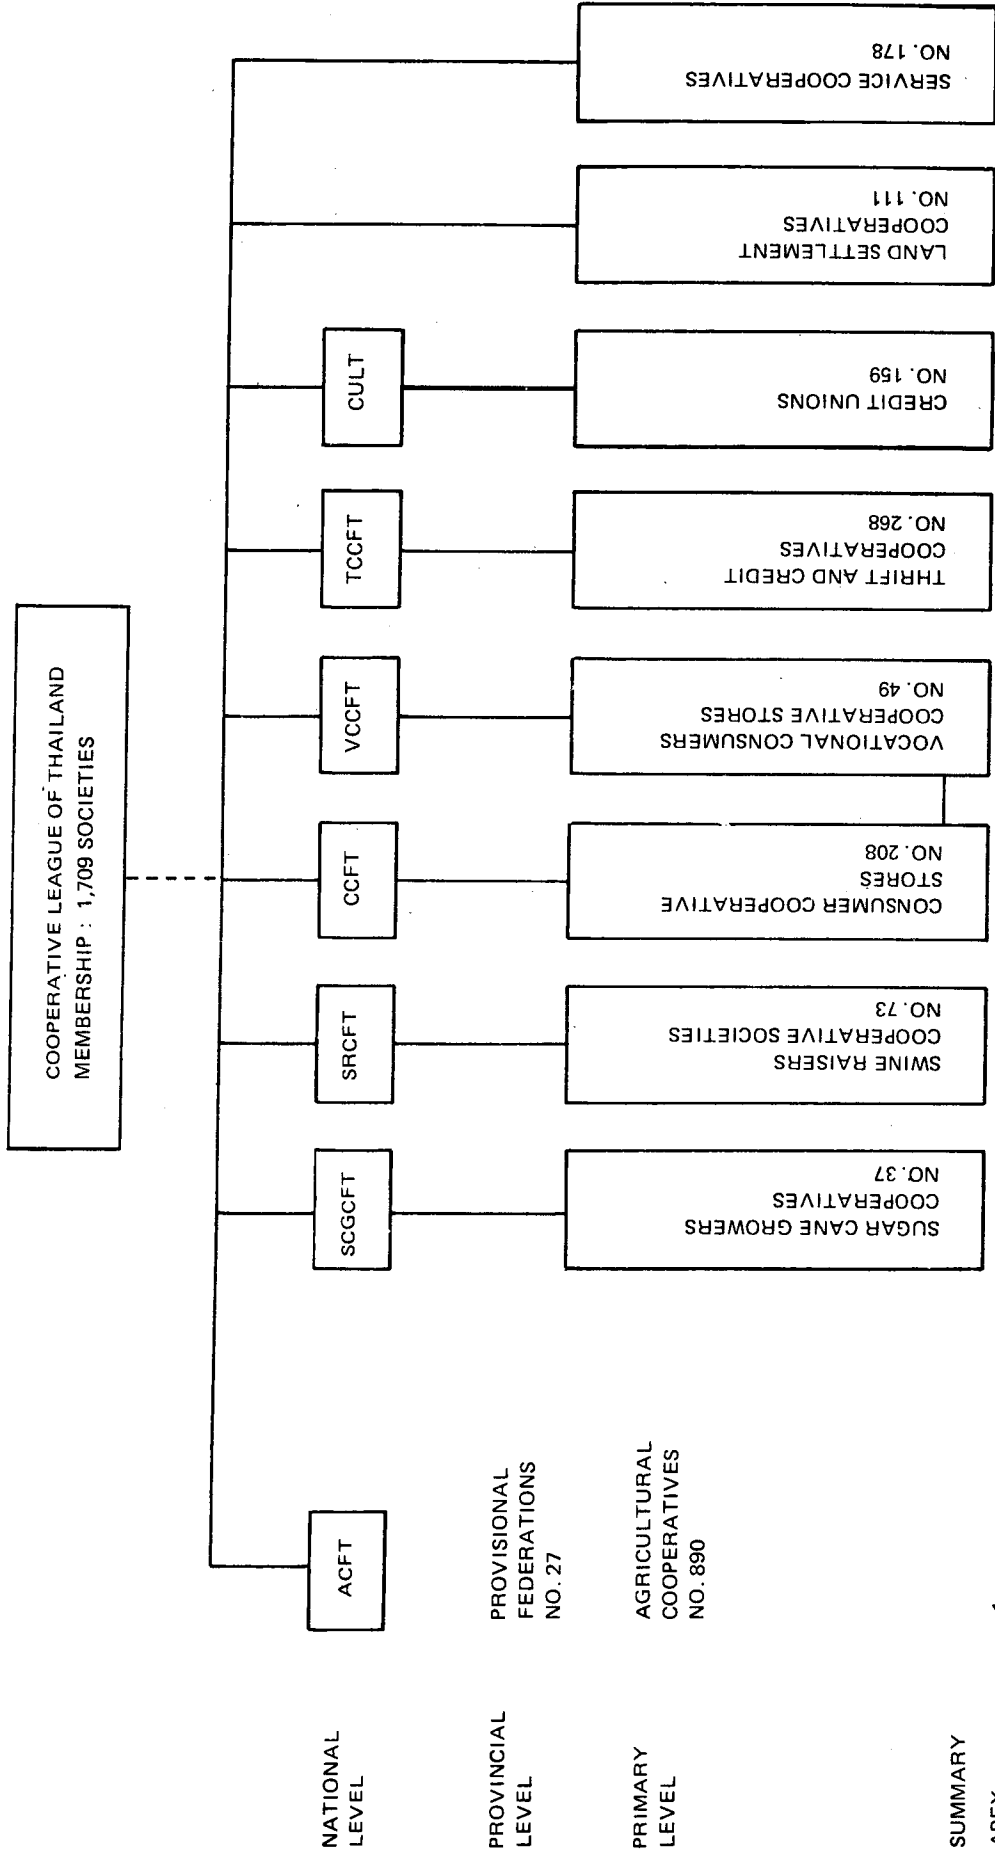 COOPERATIVE LEAGUE OF THAILAND
MEMBERSHIP : 1,709 SOCIETIES
NATIONAL
LEVEL
ACFT
SCGCFT
SRCFT
CCFT
VCCFT
TCCFT
CULT
PROVINCIAL
LEVEL
PROVISIONAL
FEDERATIONS
NO. 27
PRIMARY
LEVEL
AGRICULTURAL
COOPERATIVES
NO. 890
SUGAR CANE GROWERS
COOPERATIVES
NO. 37
SWINE RAISERS
COOPERATIVE SOCIETIES
NO. 73
CONSUMER COOPERATIVE
STORES
NO. 208
VOCATIONAL CONSUMERS
COOPERATIVE STORES
NO. 49
THRIFT AND CREDIT
COOPERATIVES
NO. 268
CREDIT UNIONS
NO. 159
LAND SETTLEMENT
COOPERATIVES
NO. 111
SERVICE COOPERATIVES
NO. 178
SUMMARY